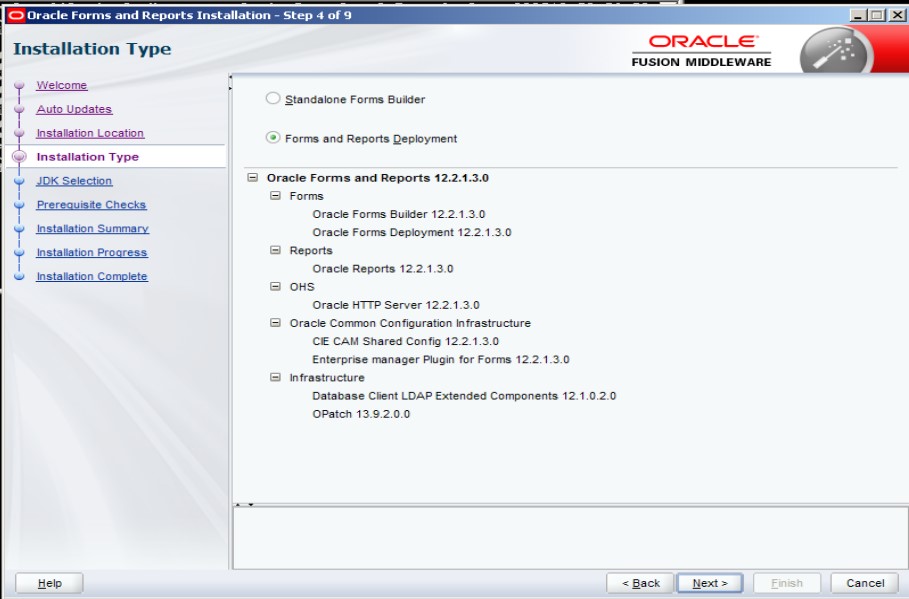 Oracle Forms and Reports Installation - Step 4 of 9
Installation Type
ORACLE
FUSION MIDDLEWARE
Welcome
Auto Updates
Installation Location
Installation Type
JDK Selection
Prerequisite Checks
Installation Summary
Installation Progress
Installation Complete
Standalone Forms Builder
Forms and Reports Deployment
Oracle Forms and Reports 12.2.1.3.0
Forms
Oracle Forms Builder 12.2.1.3.0
Oracle Forms Deployment 12.2.1.3.0
Reports
Oracle Reports 12.2.1.3.0
OHS
Oracle HTTP Server 12.2.1.3.0
Oracle Common Configuration Infrastructure
CIE CAM Shared Config 12.2.1.3.0
Enterprise manager Plugin for Forms 12.2.1.3.0
Infrastructure
Database Client LDAP Extended Components 12.1.0.2.0
OPatch 13.9.2.0.0
Help
< Back
Next >
Finish
Cancel